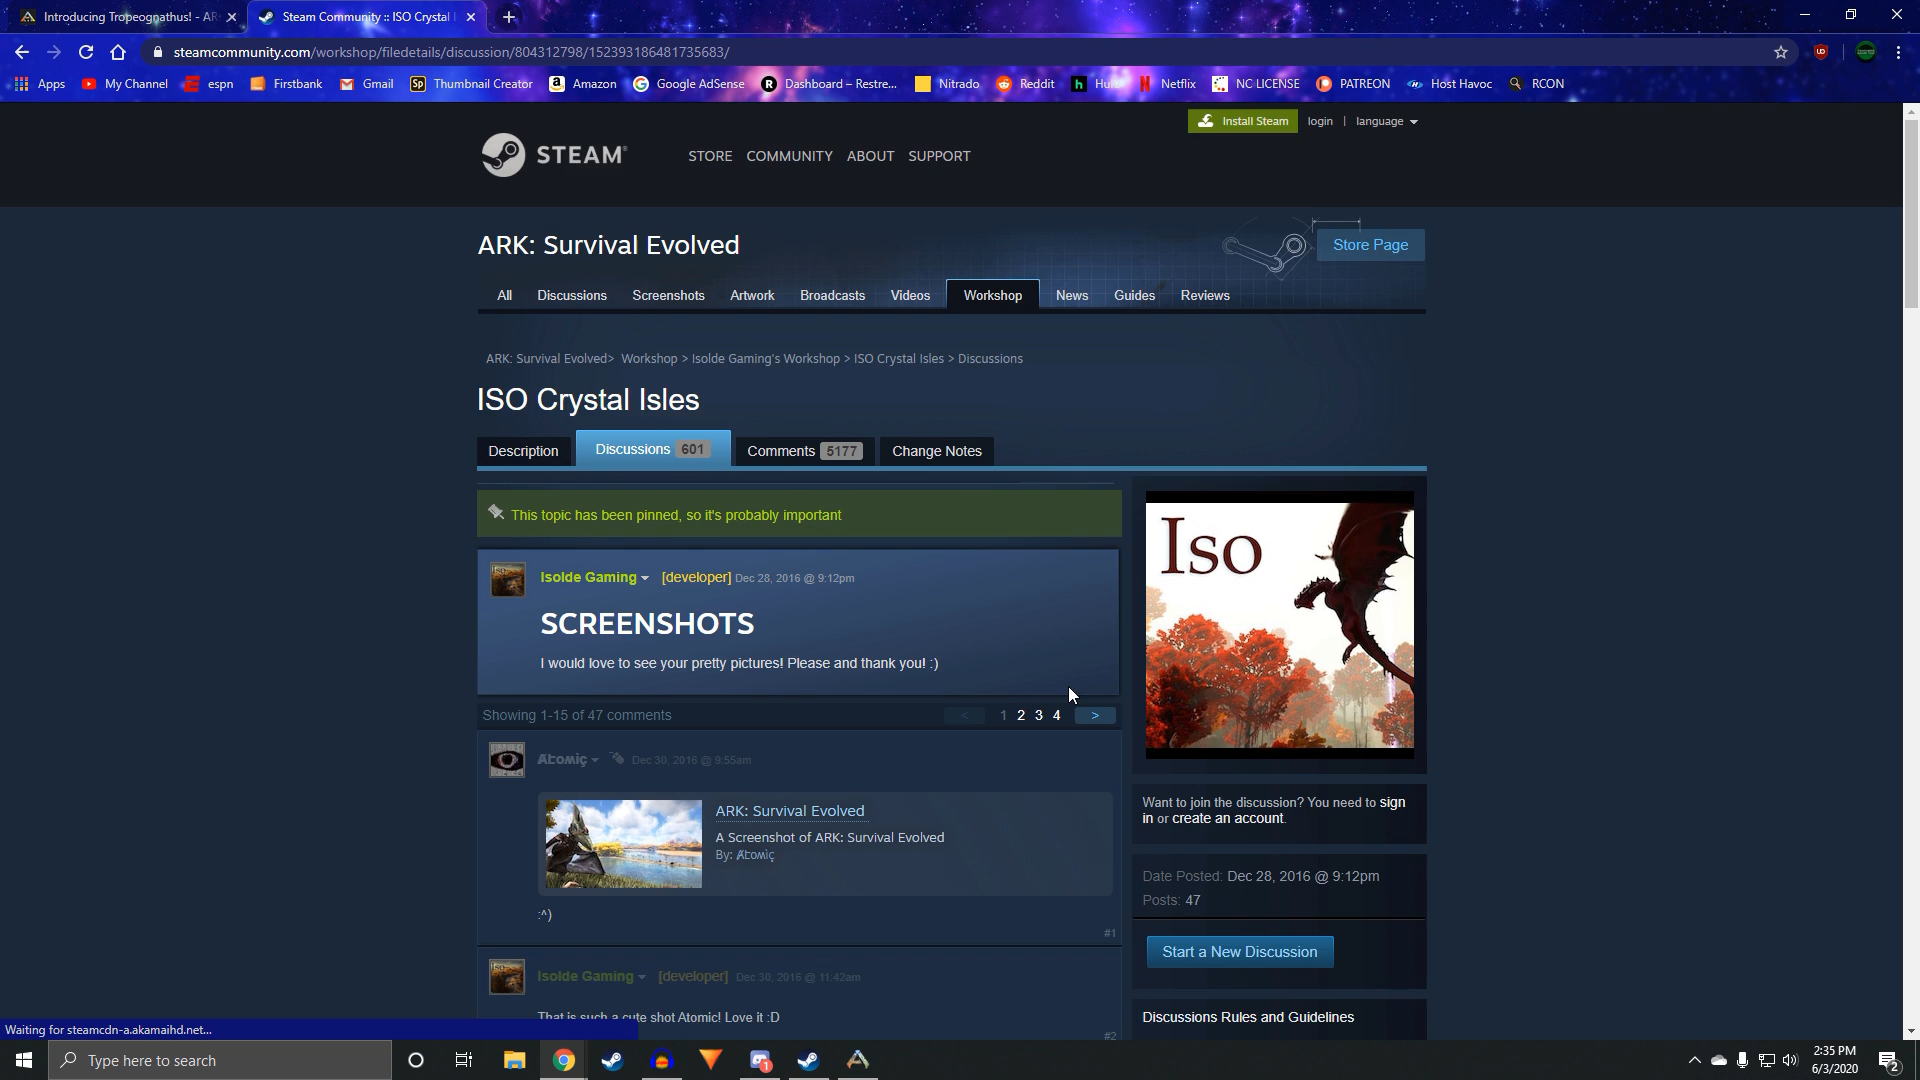 Introducing Tropeognathus! - AR
Steam Community :: ISO Crystal I
steamcommunity.com/workshop/filedetails/discussion/804312798/152393186481735683/
Apps My Channel espn Firstbank Gmail Thumbnail Creator Amazon Google AdSense Dashboard – Restre... Nitrado Reddit Hulu Netflix NC LICENSE PATREON Host Havoc RCON
Install Steam login | language
STEAM
STORE COMMUNITY ABOUT SUPPORT
ARK: Survival Evolved
Store Page
All Discussions Screenshots Artwork Broadcasts Videos Workshop News Guides Reviews
ARK: Survival Evolved> Workshop > Isolde Gaming's Workshop > ISO Crystal Isles > Discussions
ISO Crystal Isles
Description Discussions 601 Comments 5177 Change Notes
This topic has been pinned, so it's probably important
Isolde Gaming [developer] Dec 28, 2016 @ 9:12pm
SCREENSHOTS
I would love to see your pretty pictures! Please and thank you! :)
Showing 1-15 of 47 comments
< 1 2 3 4 >
Dec 30, 2016 @ 9:55am
ARK: Survival Evolved
A Screenshot of ARK: Survival Evolved
By:
:^)
#1
Isolde Gaming [developer] Dec 30, 2016 @ 11:42am
That is such a cute shot Atomic! Love it :D
#2
Iso
Want to join the discussion? You need to sign
in or create an account.
Date Posted: Dec 28, 2016 @ 9:12pm
Posts: 47
Start a New Discussion
Discussions Rules and Guidelines
Waiting for steamcdn-a.akamaihd.net...
Type here to search
1
2:35 PM
6/3/2020
2